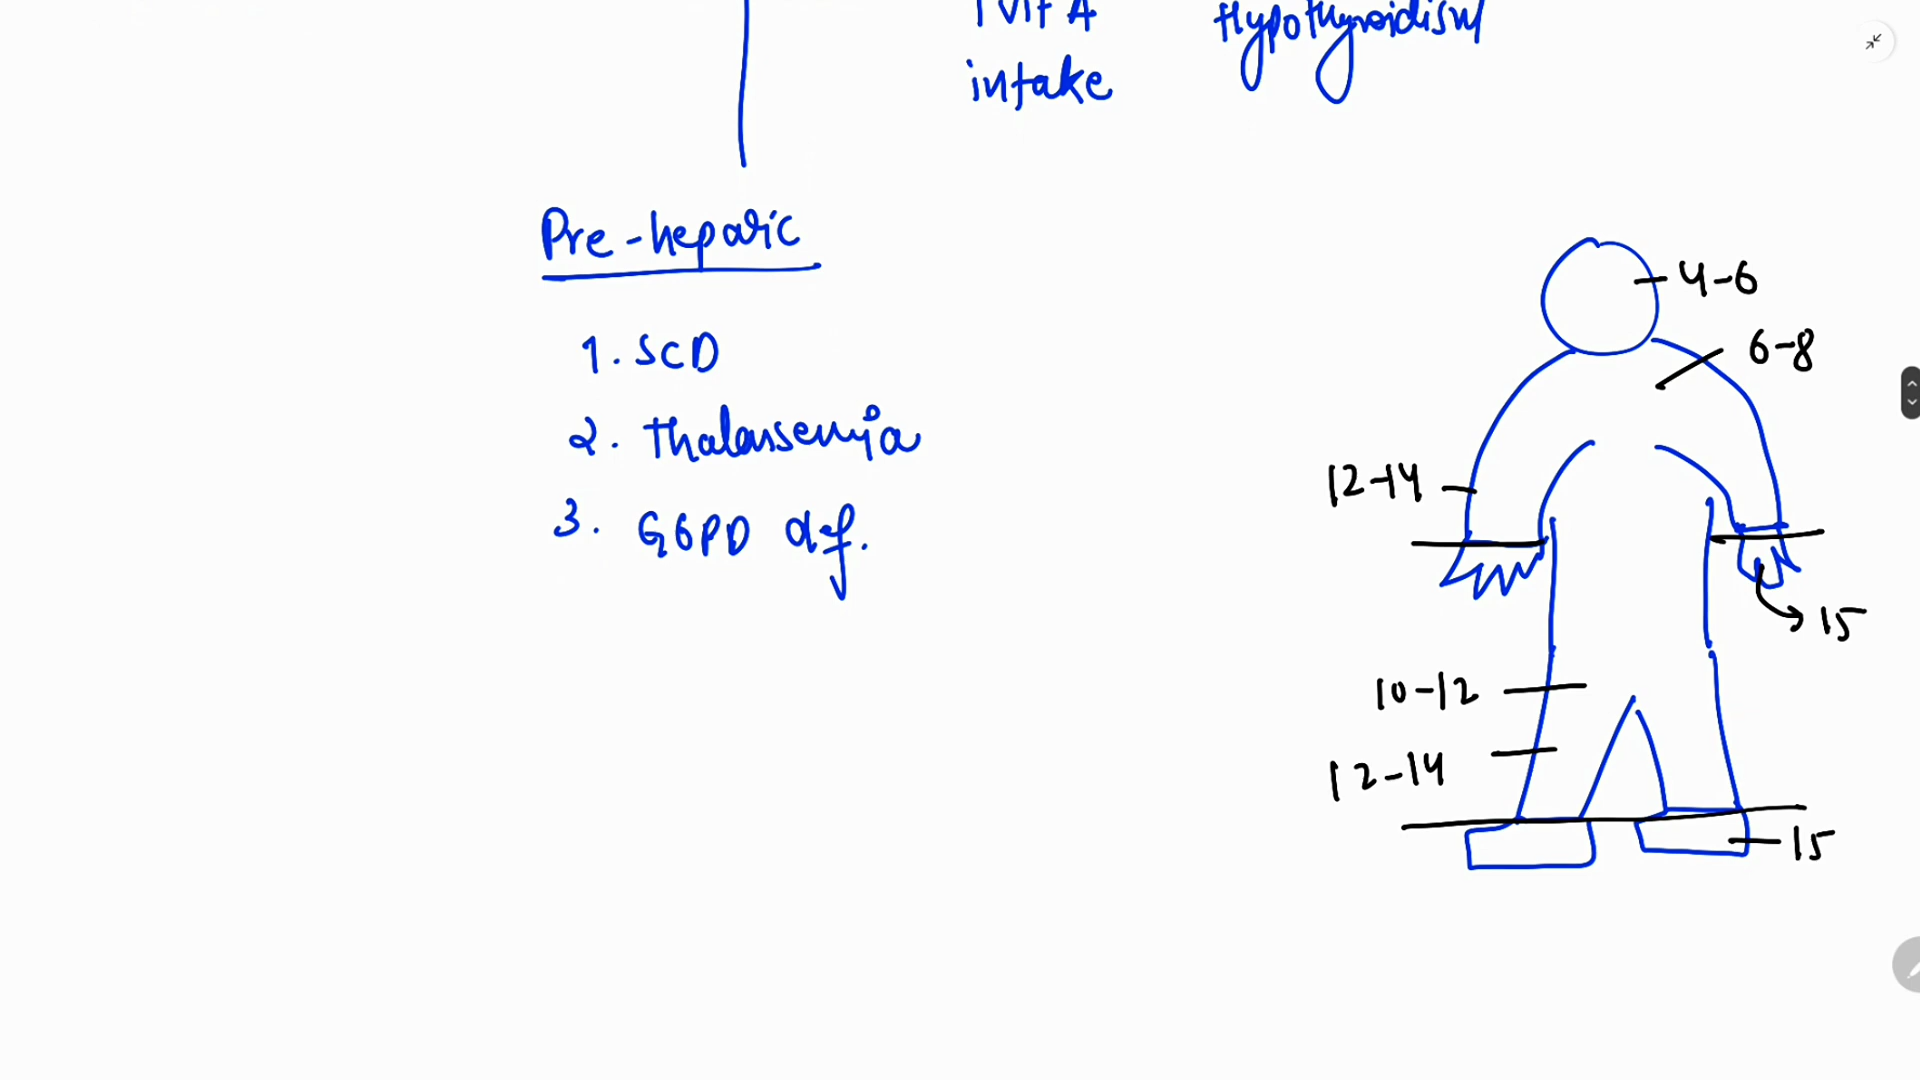 ↑ vit A
intake
Hypothyroidism
Pre-hepatic
1. SCD
2. Thalassemia
3. G6PD def.
4-6
6-8
12-14
15
10-12
12-14
15